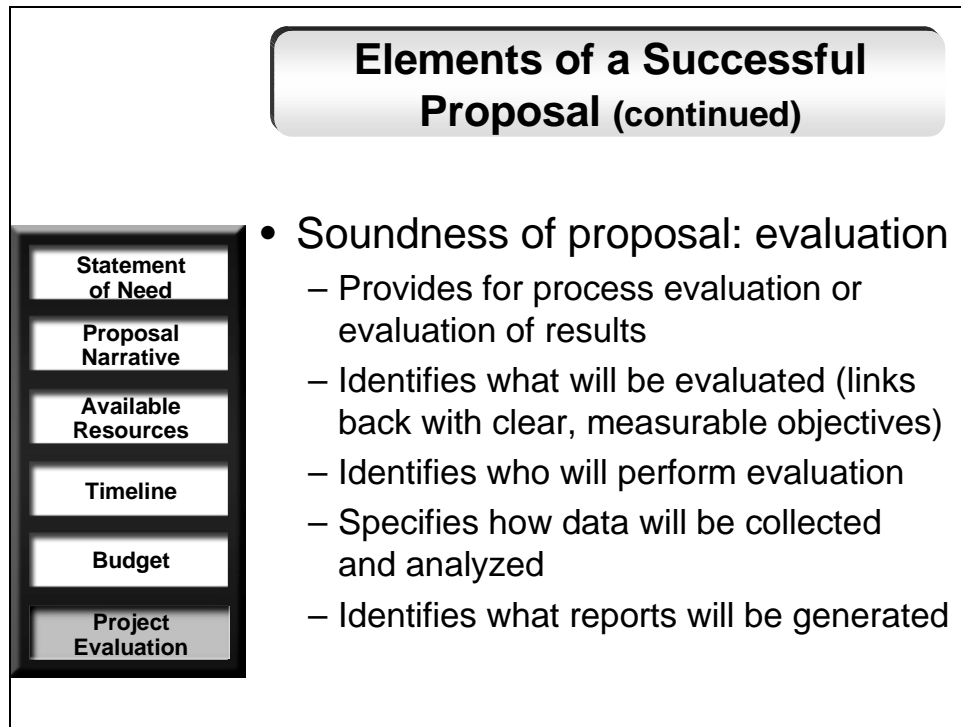 Elements of a Successful
Proposal (continued)
Statement
of Need
Proposal
Narrative
Available
Resources
Timeline
Budget
Project
Evaluation
• Soundness of proposal: evaluation
– Provides for process evaluation or
evaluation of results
– Identifies what will be evaluated (links
back with clear, measurable objectives)
– Identifies who will perform evaluation
– Specifies how data will be collected
and analyzed
– Identifies what reports will be generated